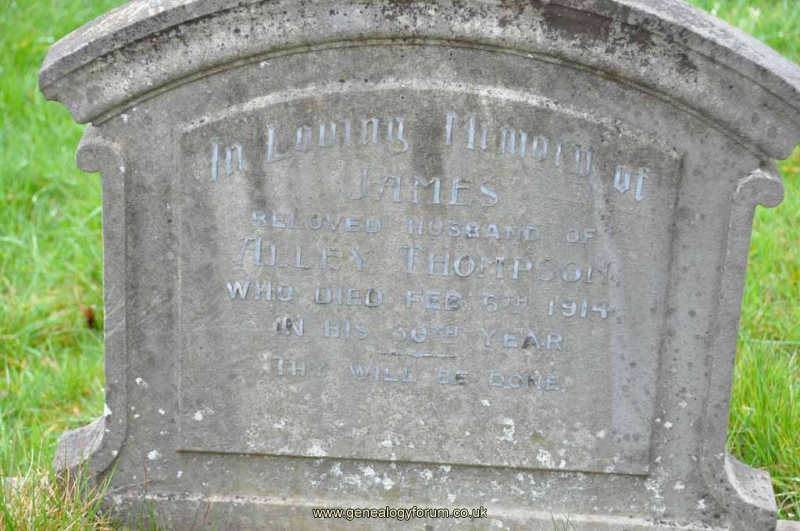 In Loving Memory of
JAMES
BELOVED HUSBAND OF
ALLEY THOMPSON
WHO DIED FEB 6TH 1914
IN HIS TH YEAR
THY WILL BE DONE.
www.genealogyforum.co.uk